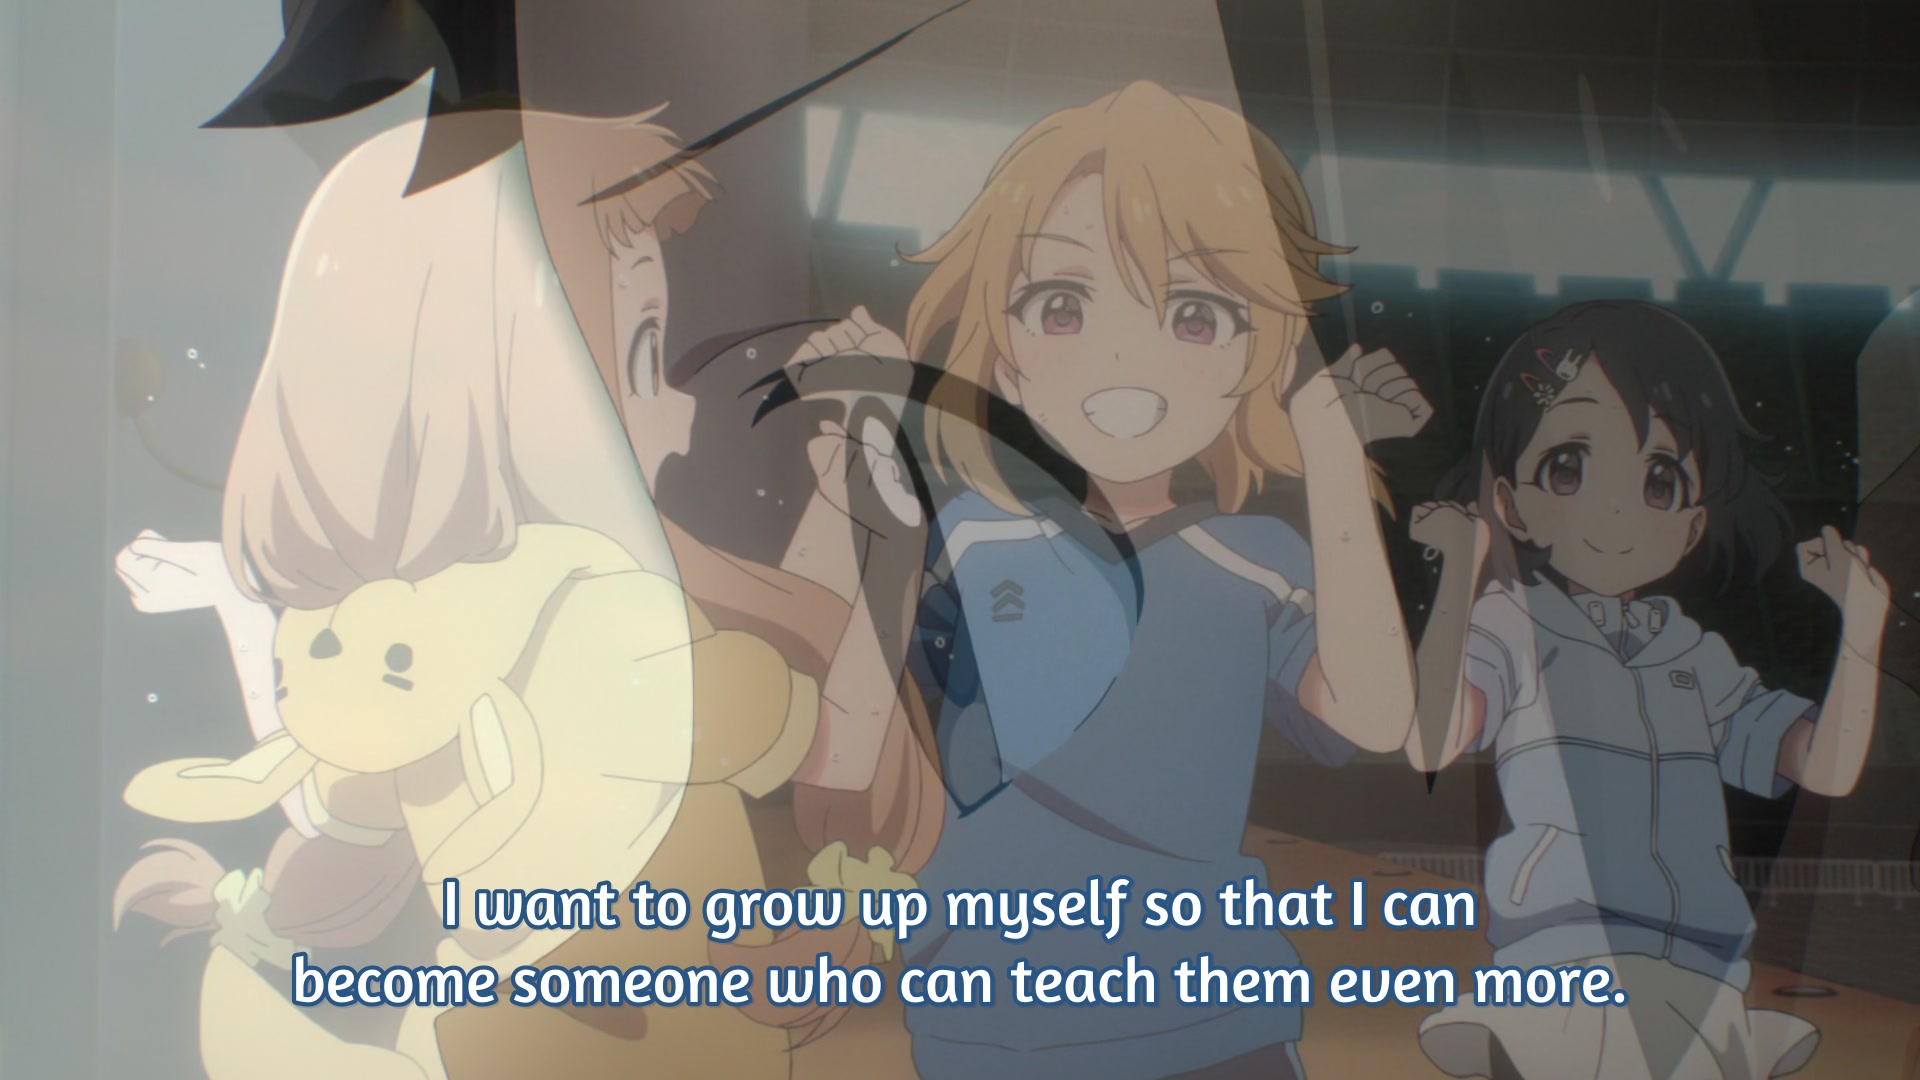 I want to grow up myself so that I can
become someone who can teach them even more.